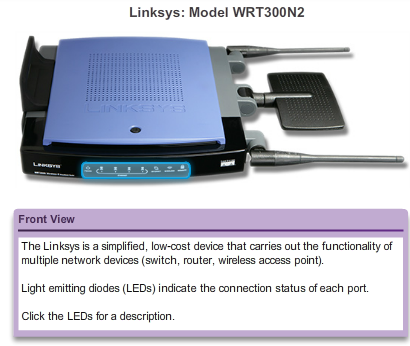 Linksys: Model WRT300N2
LINKSYS
LINKSYS
Front View
The Linksys is a simplified, low-cost device that carries out the functionality of
multiple network devices (switch, router, wireless access point).
Light emitting diodes (LEDs) indicate the connection status of each port.
Click the LEDs for a description.